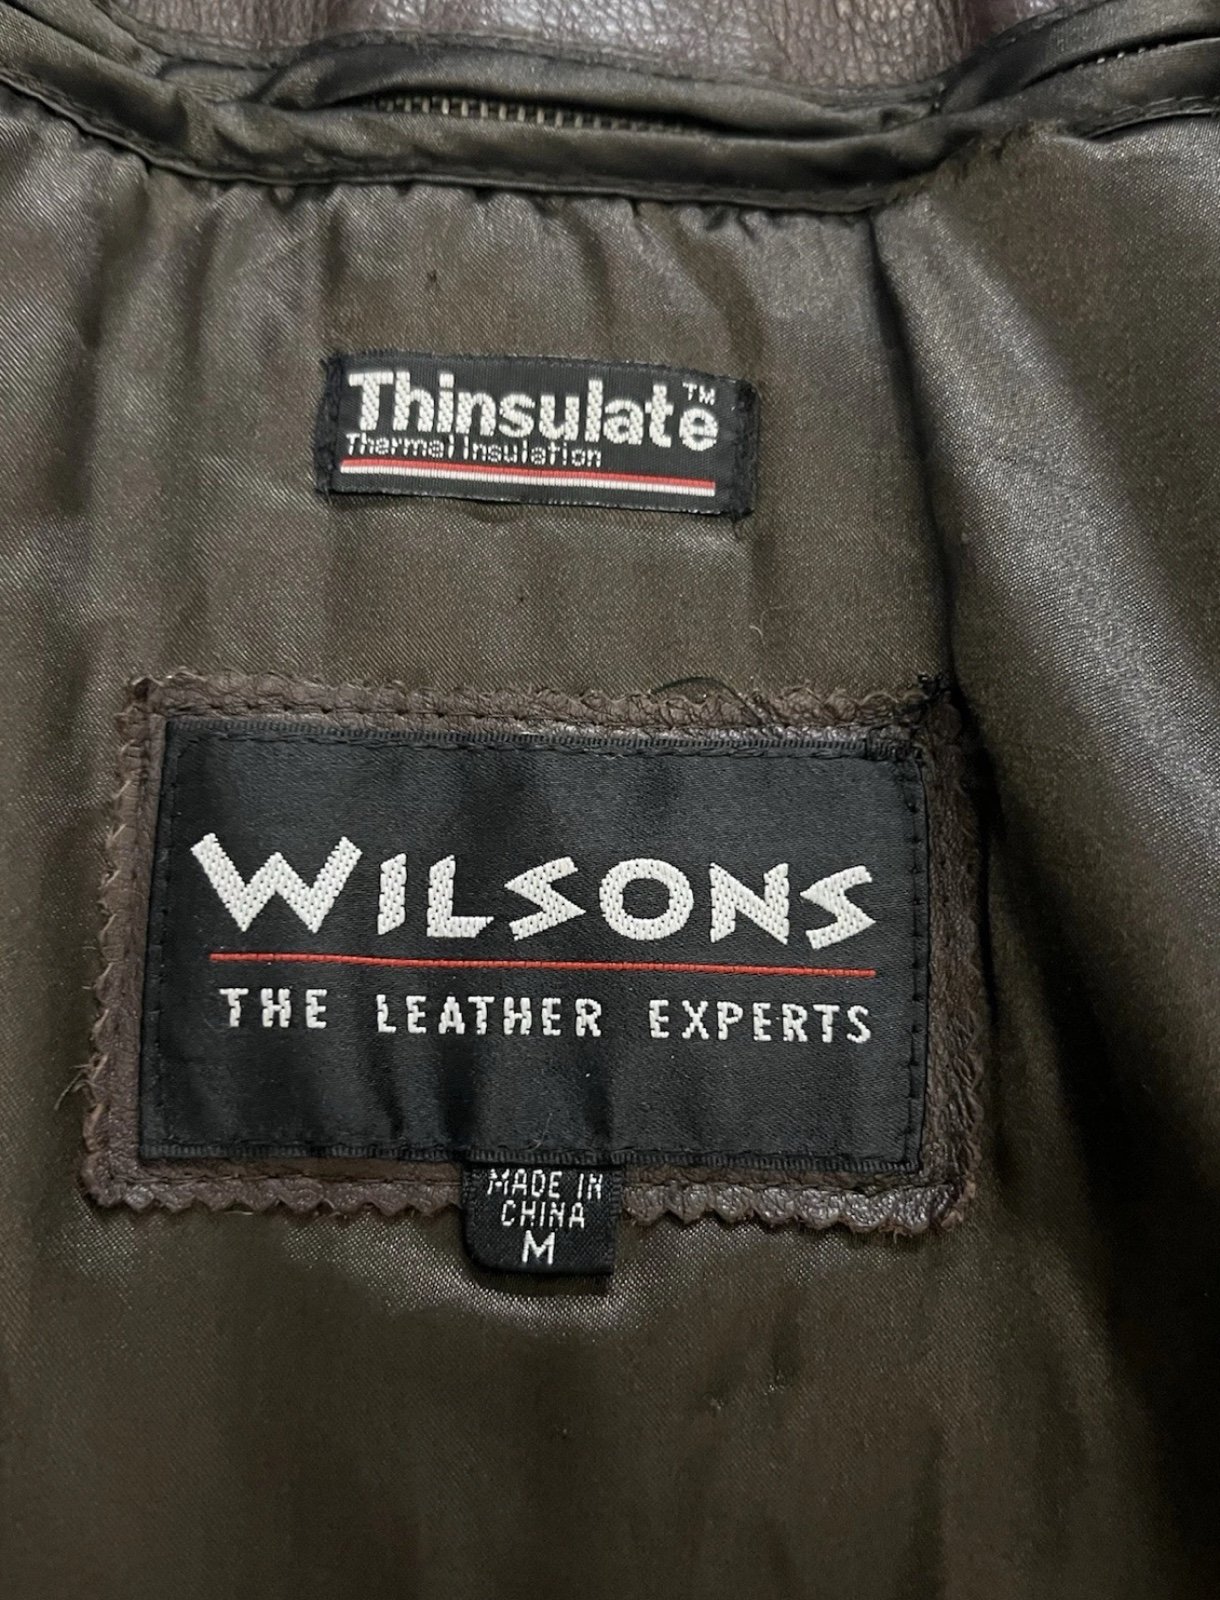 Thinsulate™
Thermal Insulation
WILSONS
THE LEATHER EXPERTS
MADE IN
CHINA
M